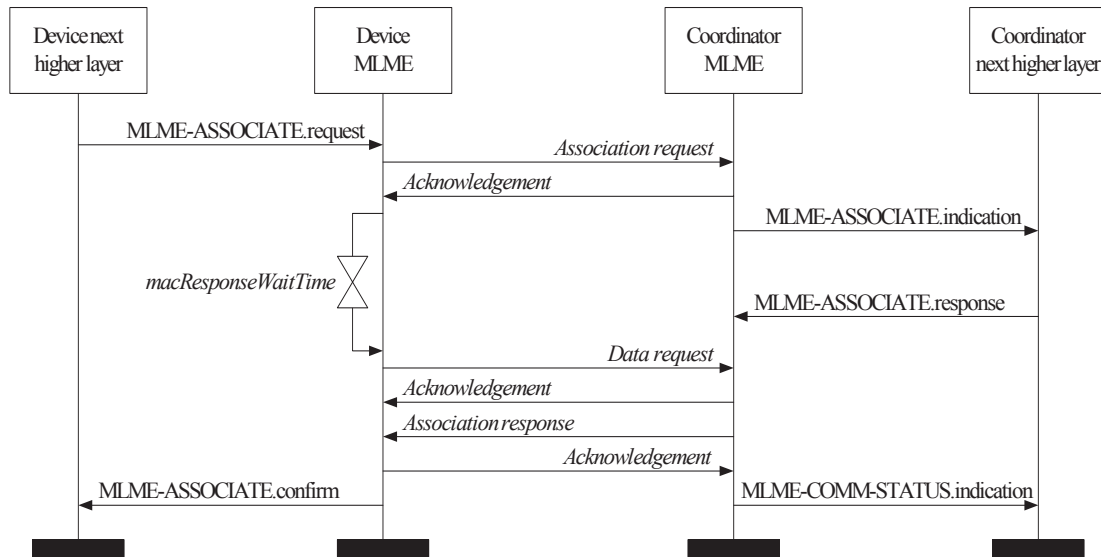 Device next
higher layer
Device
MLME
Coordinator
MLME
Coordinator
next higher layer
MLME-ASSOCIATE.request
Association request
Acknowledgement
MLME-ASSOCIATE.indication
macResponseWaitTime
MLME-ASSOCIATE.response
Data request
Acknowledgement
Association response
Acknowledgement
MLME-ASSOCIATE.confirm
MLME-COMM-STATUS.indication